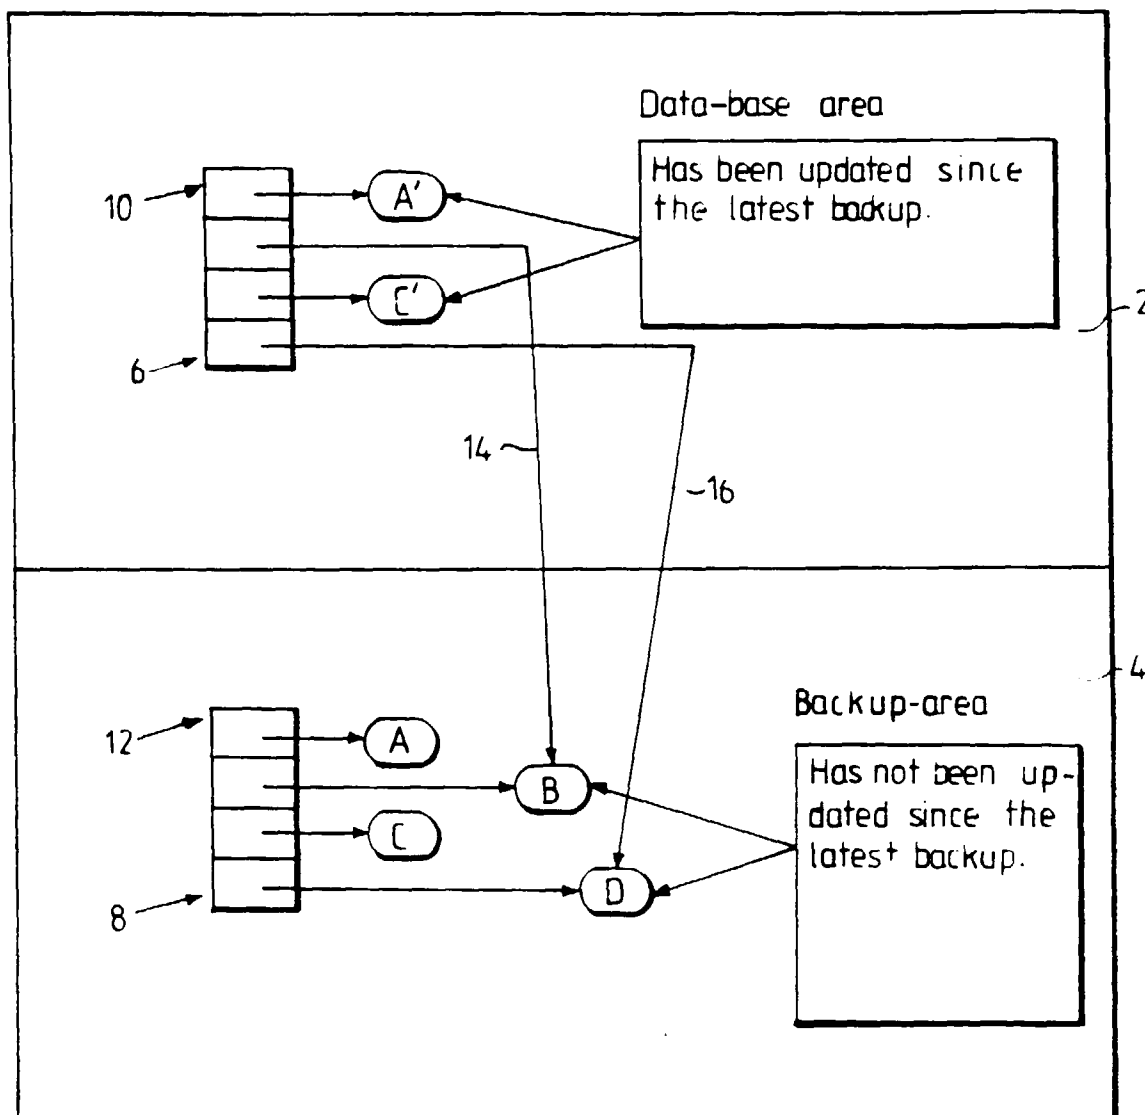 Data-base area
Has been updated since
the latest backup.
10
A'
C'
2
6
14
16
4
Backup-area
12
A
Has not been up-
dated since the
latest backup.
B
C
D
8